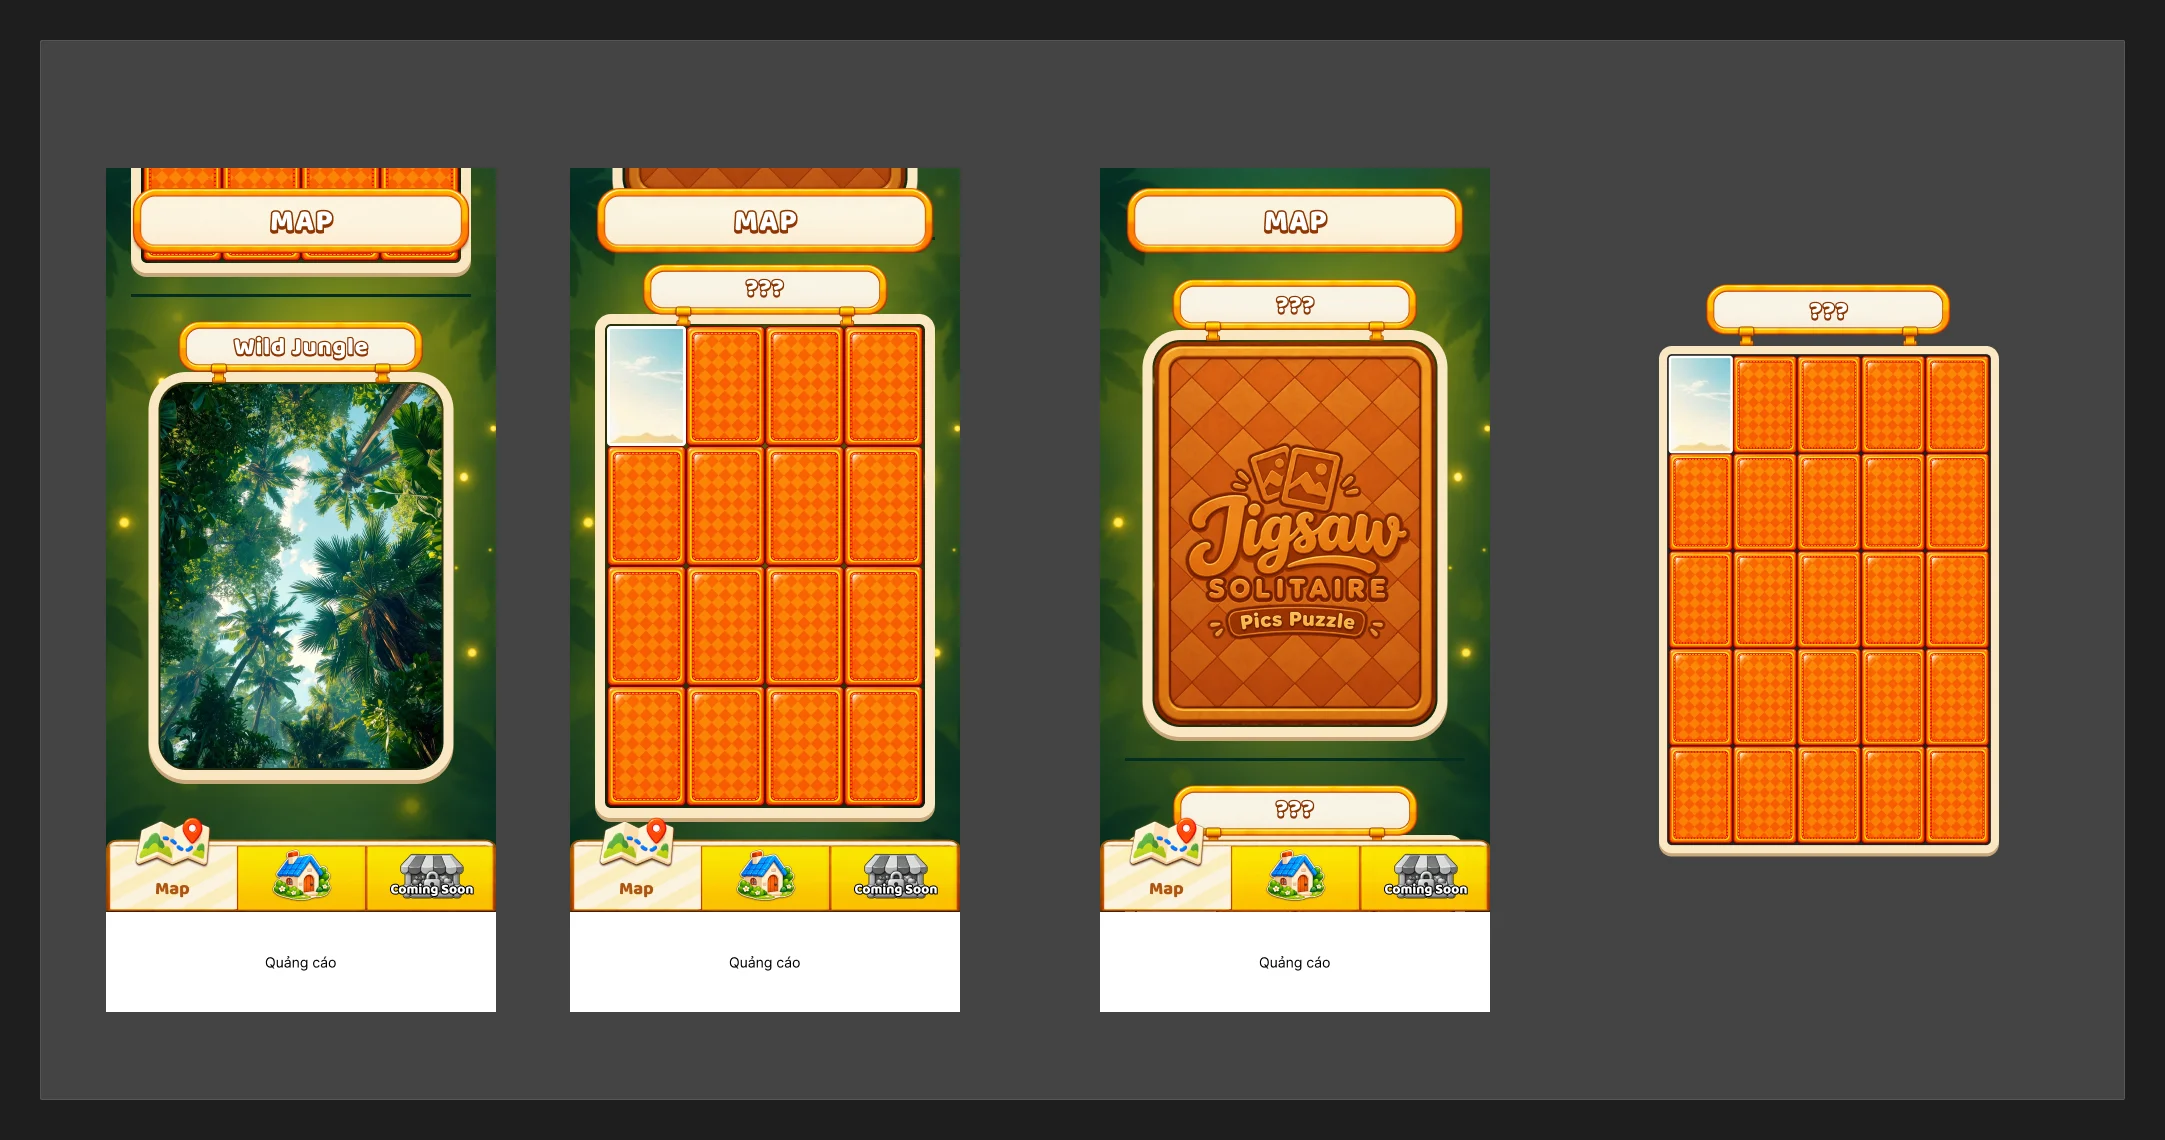 MAP
Wild Jungle
Map
Coming Soon
Quảng cáo
MAP
???
Map
Coming Soon
Quảng cáo
MAP
???
Jigsaw
SOLITAIRE
Pics Puzzle
???
Map
Coming Soon
Quảng cáo
???